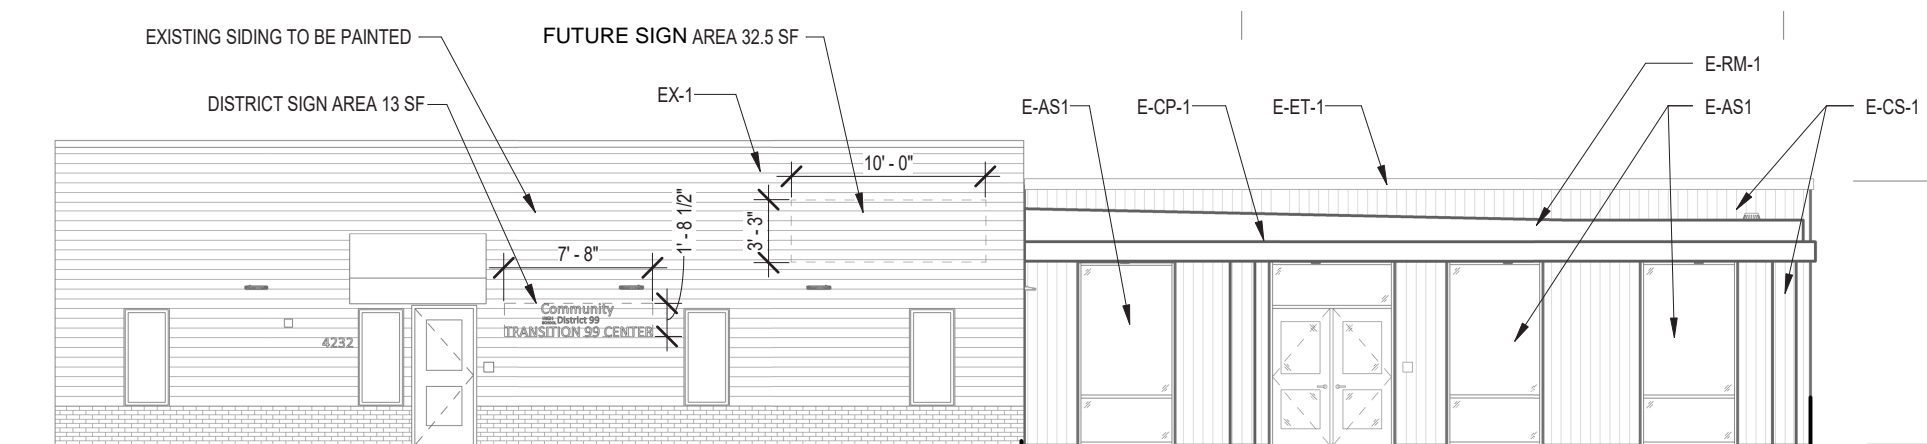 EXISTING SIDING TO BE PAINTED
FUTURE SIGN AREA 32.5 SF
E-RM-1
DISTRICT SIGN AREA 13 SF
EX-1
E-AS1
E-CP-1
E-ET-1
E-AS1
E-CS-1
10' - 0"
1' - 8 1/2"
3' - 3"
7' - 8"
Community
HIGH SCHOOL District 99
TRANSITION 99 CENTER
4232